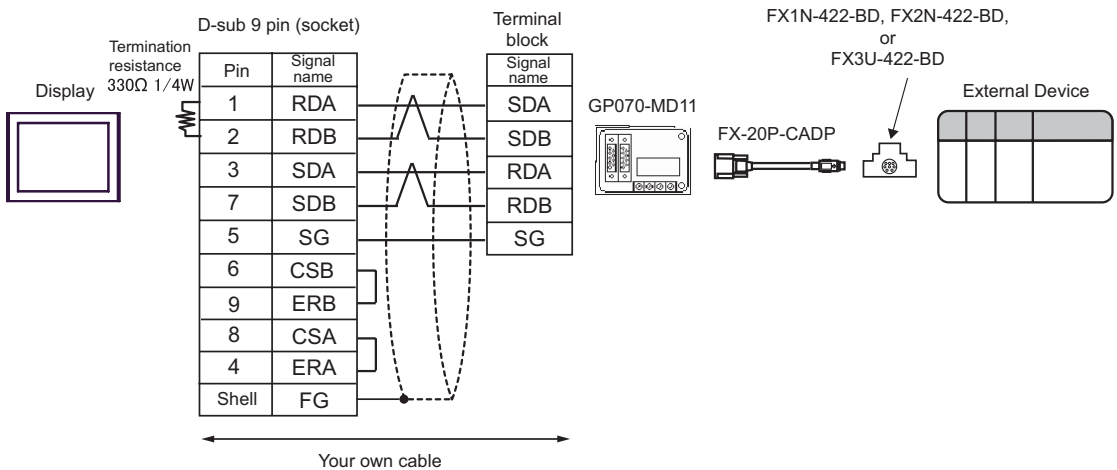 FX1N-422-BD, FX2N-422-BD,
or
FX3U-422-BD
D-sub 9 pin (socket)
Terminal
block
Termination
resistance
330Ω 1/4W
Display
Pin
Signal
name
Signal
name
1
RDA
SDA
2
RDB
SDB
3
SDA
RDA
7
SDB
RDB
5
SG
SG
6
CSB
9
ERB
8
CSA
4
ERA
Shell
FG
GP070-MD11
FX-20P-CADP
External Device
Your own cable